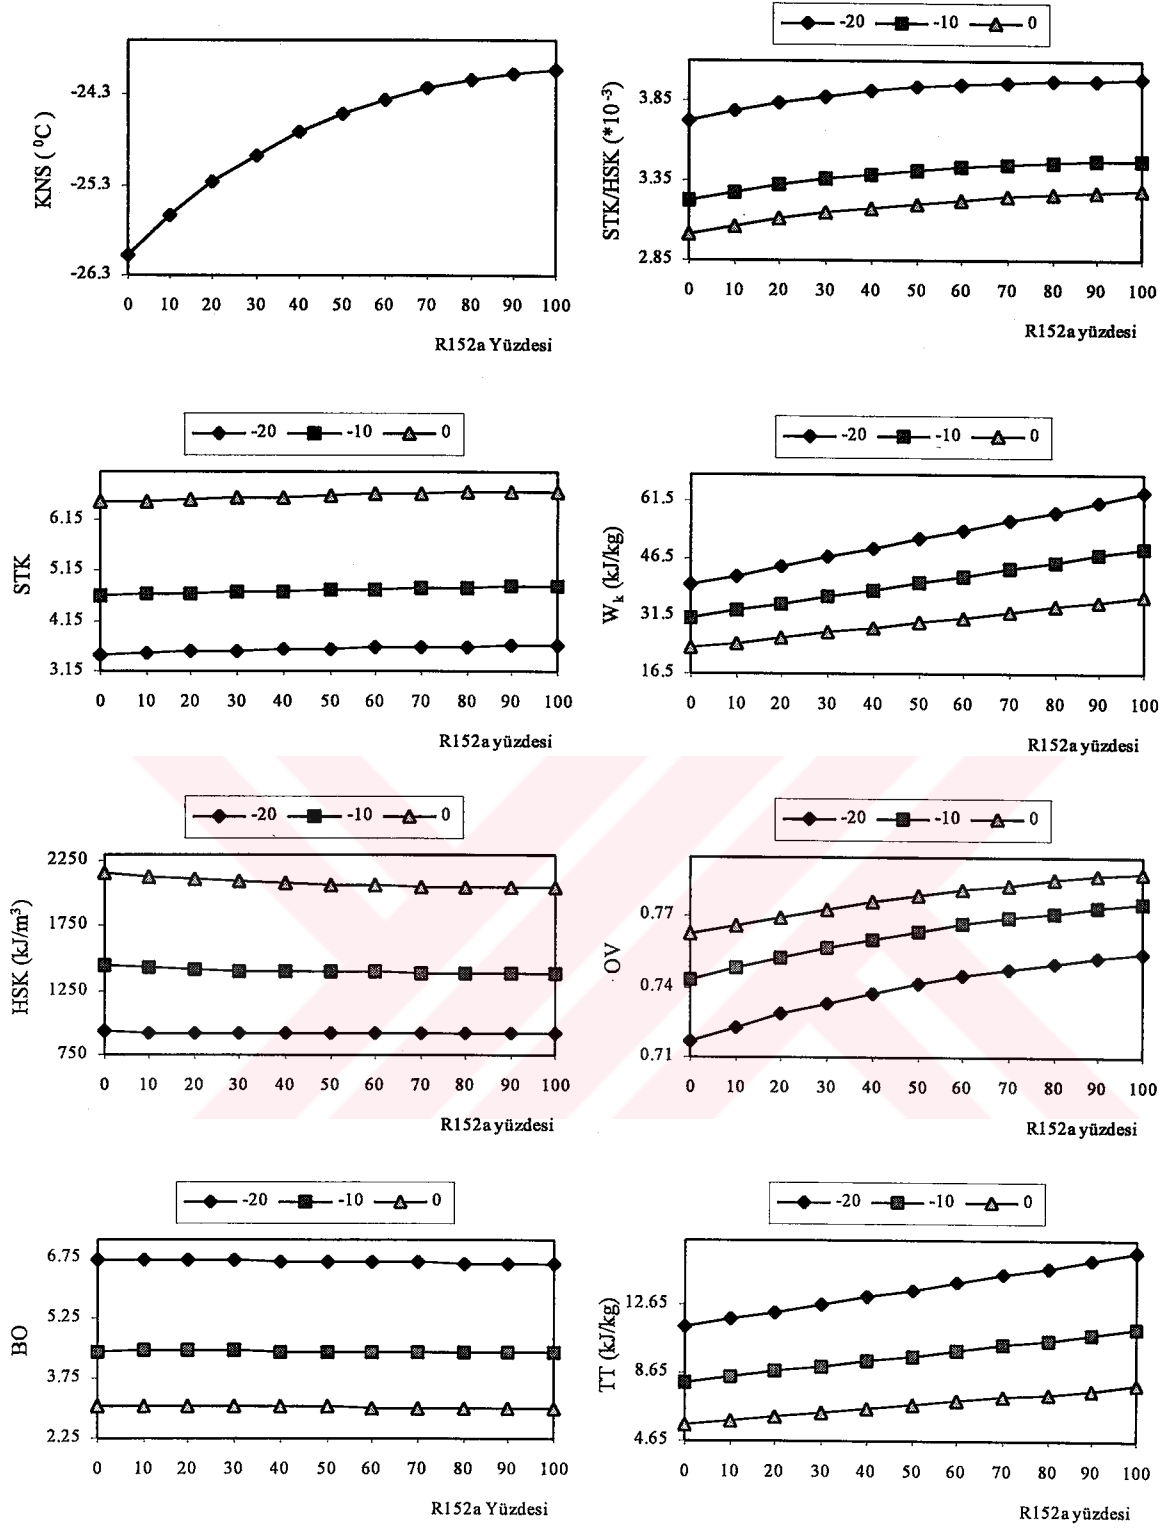 KNS ( ⁰C)
-24.3
-25.3
-26.3
0 10 20 30 40 50 60 70 80 90 100
R152a Yüzdesi
-20 -10 0
STK/HSK (*10⁻³)
3.85
3.35
2.85
0 10 20 30 40 50 60 70 80 90 100
R152a yüzdesi
-20 -10 0
STK
6.15
5.15
4.15
3.15
0 10 20 30 40 50 60 70 80 90 100
R152a yüzdesi
-20 -10 0
Wk (kJ/kg)
61.5
46.5
31.5
16.5
0 10 20 30 40 50 60 70 80 90 100
R152a yüzdesi
-20 -10 0
HSK (kJ/m³)
2250
1750
1250
750
0 10 20 30 40 50 60 70 80 90 100
R152a yüzdesi
-20 -10 0
OV
0.77
0.74
0.71
0 10 20 30 40 50 60 70 80 90 100
R152a yüzdesi
-20 -10 0
BO
6.75
5.25
3.75
2.25
0 10 20 30 40 50 60 70 80 90 100
R152a Yüzdesi
-20 -10 0
TT (kJ/kg)
12.65
8.65
4.65
0 10 20 30 40 50 60 70 80 90 100
R152a yüzdesi